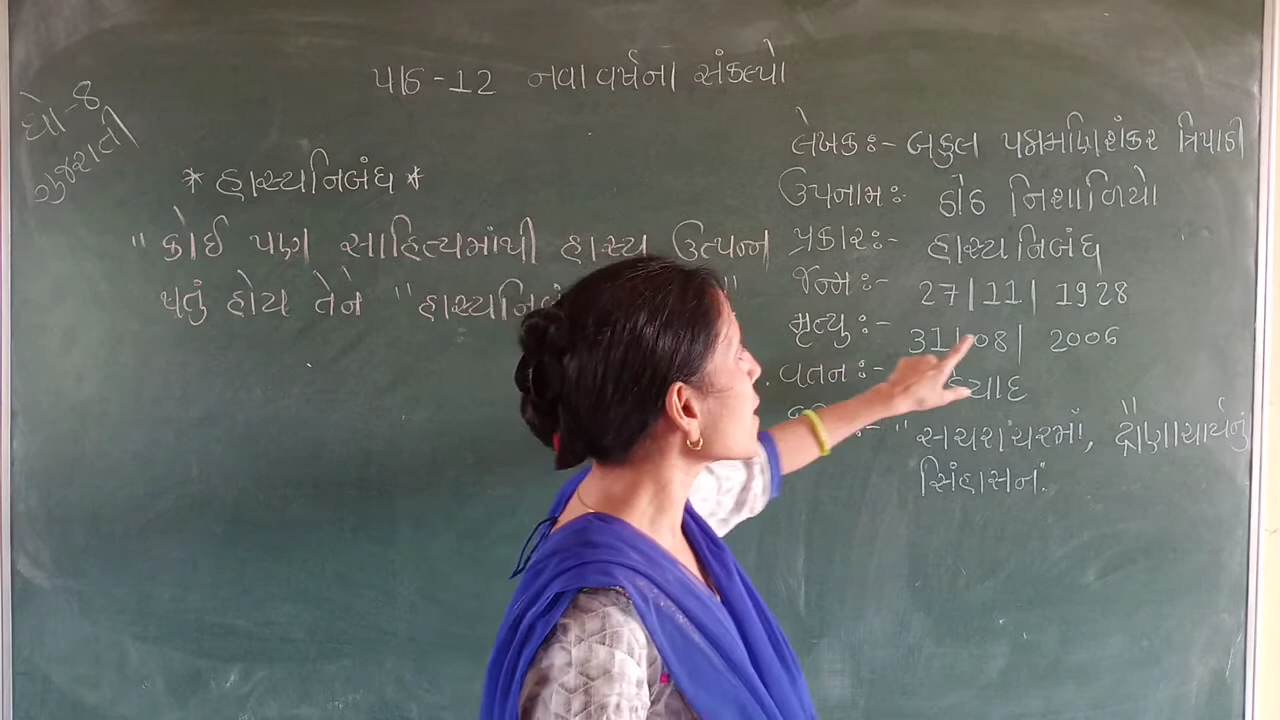 ધો-8
ગુજરાતી
પાઠ-12 નવા વર્ષના સંકલ્પો
* હાસ્યનિબંધ *
" કોઈ પણ સાહિત્યમાંથી હાસ્ય ઉત્પન્ન
થતું હોય તેને "હાસ્યનિબં
લેખક:- બકુલ પદ્મમણિશંકર ત્રિપાઠી
ઉપનામ: ઠોઠ નિશાળિયો
પ્રકાર:- હાસ્યનિબંધ
જન્મ:- 27/11/ 1928
મૃત્યુ:- 31/08/ 2006
વતન:-
" સચરાચરમાં, દ્રોણાચાર્યનું
સિંહાસન.